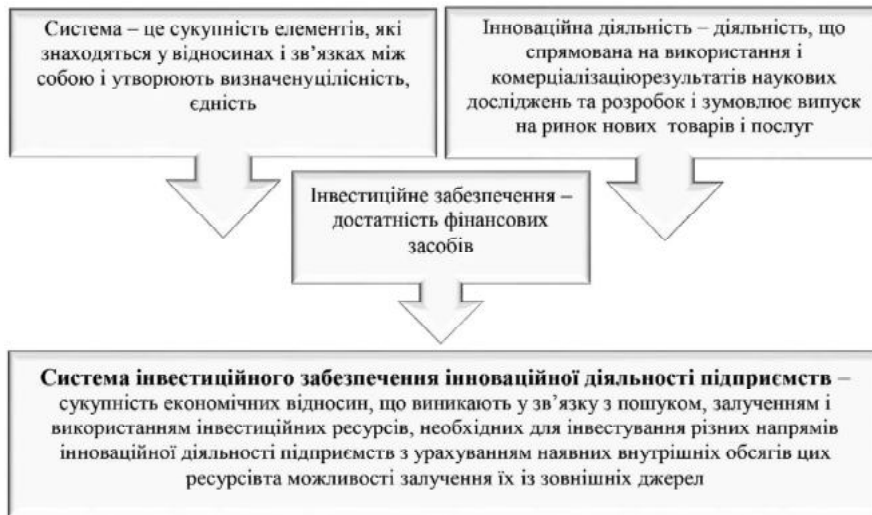 Система – це сукупність елементів, які
знаходяться у відносинах і зв’язках між
собою і утворюють визначенуцілісність,
єдність
Інноваційна діяльність – діяльність, що
спрямована на використання і
комерціалізаціюрезультатів наукових
досліджень та розробок і зумовлює випуск
на ринок нових товарів і послуг
Інвестиційне забезпечення –
достатність фінансових
засобів
Система інвестиційного забезпечення інноваційної діяльності підприємств –
сукупність економічних відносин, що виникають у зв’язку з пошуком, залученням і
використанням інвестиційних ресурсів, необхідних для інвестування різних напрямів
інноваційної діяльності підприємств з урахуванням наявних внутрішніх обсягів цих
ресурсівта можливості залучення їх із зовнішніх джерел